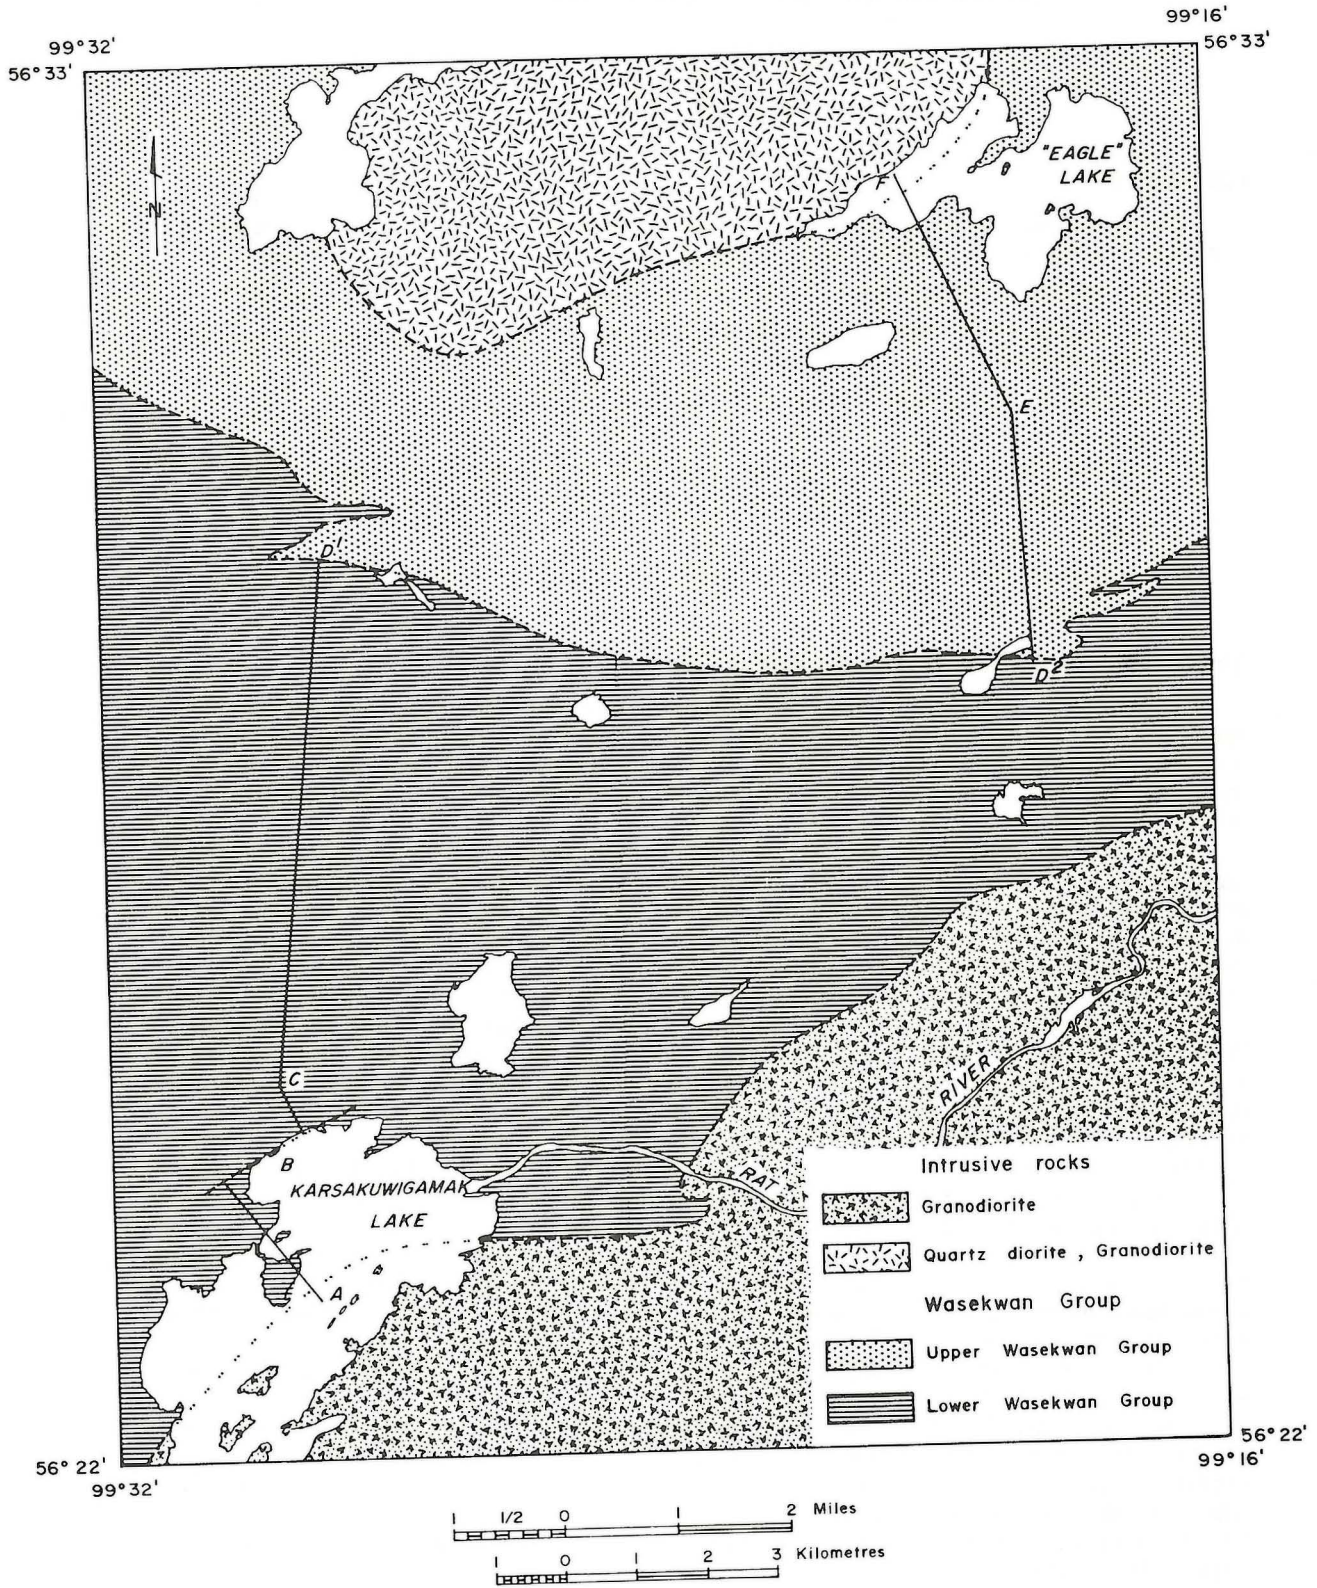 99°16'
99°32'
56°33'
56°33'
N
"EAGLE"
LAKE
F
E
D¹
D²
C
B
KARSAKUWIGAMAK
LAKE
A
RAT
RIVER
Intrusive rocks
Granodiorite
Quartz diorite , Granodiorite
Wasekwan Group
Upper Wasekwan Group
Lower Wasekwan Group
56°22'
99°32'
56°22'
99°16'
1 1/2 0 1 2 Miles
1 0 1 2 3 Kilometres